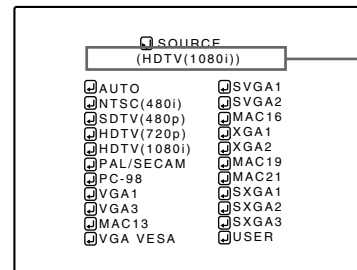 SOURCE
(HDTV(1080i))
AUTO
NTSC(480i)
SDTV(480p)
HDTV(720p)
HDTV(1080i)
PAL/SECAM
PC-98
VGA1
VGA3
MAC13
VGA VESA
SVGA1
SVGA2
MAC16
XGA1
XGA2
MAC19
MAC21
SXGA1
SXGA2
SXGA3
USER